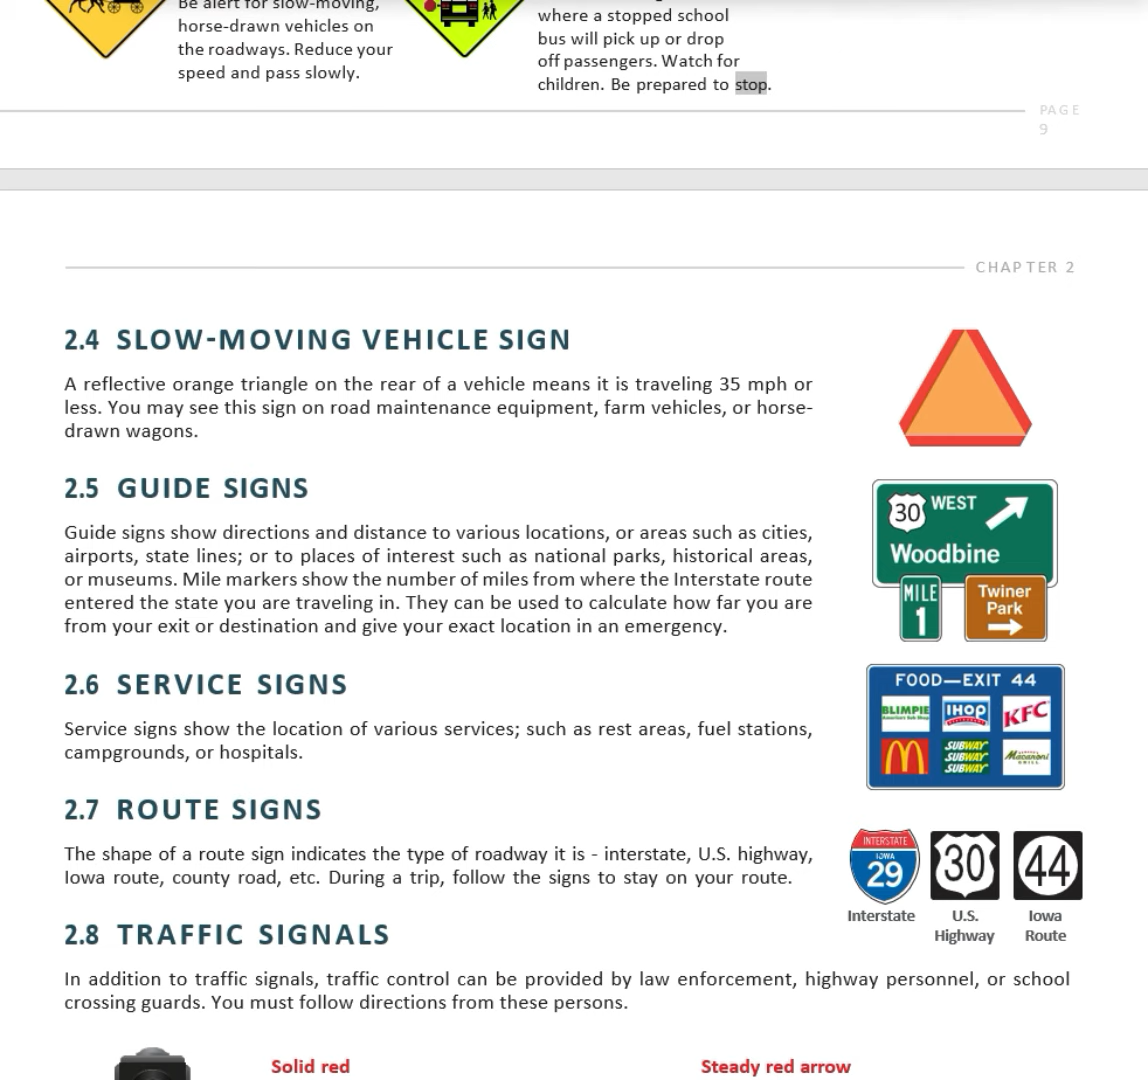 Be alert for slow-moving,
horse-drawn vehicles on
the roadways. Reduce your
speed and pass slowly.
where a stopped school
bus will pick up or drop
off passengers. Watch for
children. Be prepared to stop.
PAGE
9
CHAPTER 2
2.4 SLOW-MOVING VEHICLE SIGN
A reflective orange triangle on the rear of a vehicle means it is traveling 35 mph or
less. You may see this sign on road maintenance equipment, farm vehicles, or horse-
drawn wagons.
2.5 GUIDE SIGNS
Guide signs show directions and distance to various locations, or areas such as cities,
airports, state lines; or to places of interest such as national parks, historical areas,
or museums. Mile markers show the number of miles from where the Interstate route
entered the state you are traveling in. They can be used to calculate how far you are
from your exit or destination and give your exact location in an emergency.
30 WEST
Woodbine
MILE
1
Twiner
Park
2.6 SERVICE SIGNS
Service signs show the location of various services; such as rest areas, fuel stations,
campgrounds, or hospitals.
FOOD—EXIT 44
BLIMPIE
America's Sub Shop
IHOP
RESTAURANT
KFC
SUBWAY
SUBWAY
SUBWAY
Macaroni
GRILL
2.7 ROUTE SIGNS
The shape of a route sign indicates the type of roadway it is - interstate, U.S. highway,
Iowa route, county road, etc. During a trip, follow the signs to stay on your route.
INTERSTATE
IOWA
29
30
44
Interstate
U.S.
Highway
Iowa
Route
2.8 TRAFFIC SIGNALS
In addition to traffic signals, traffic control can be provided by law enforcement, highway personnel, or school
crossing guards. You must follow directions from these persons.
Solid red
Steady red arrow